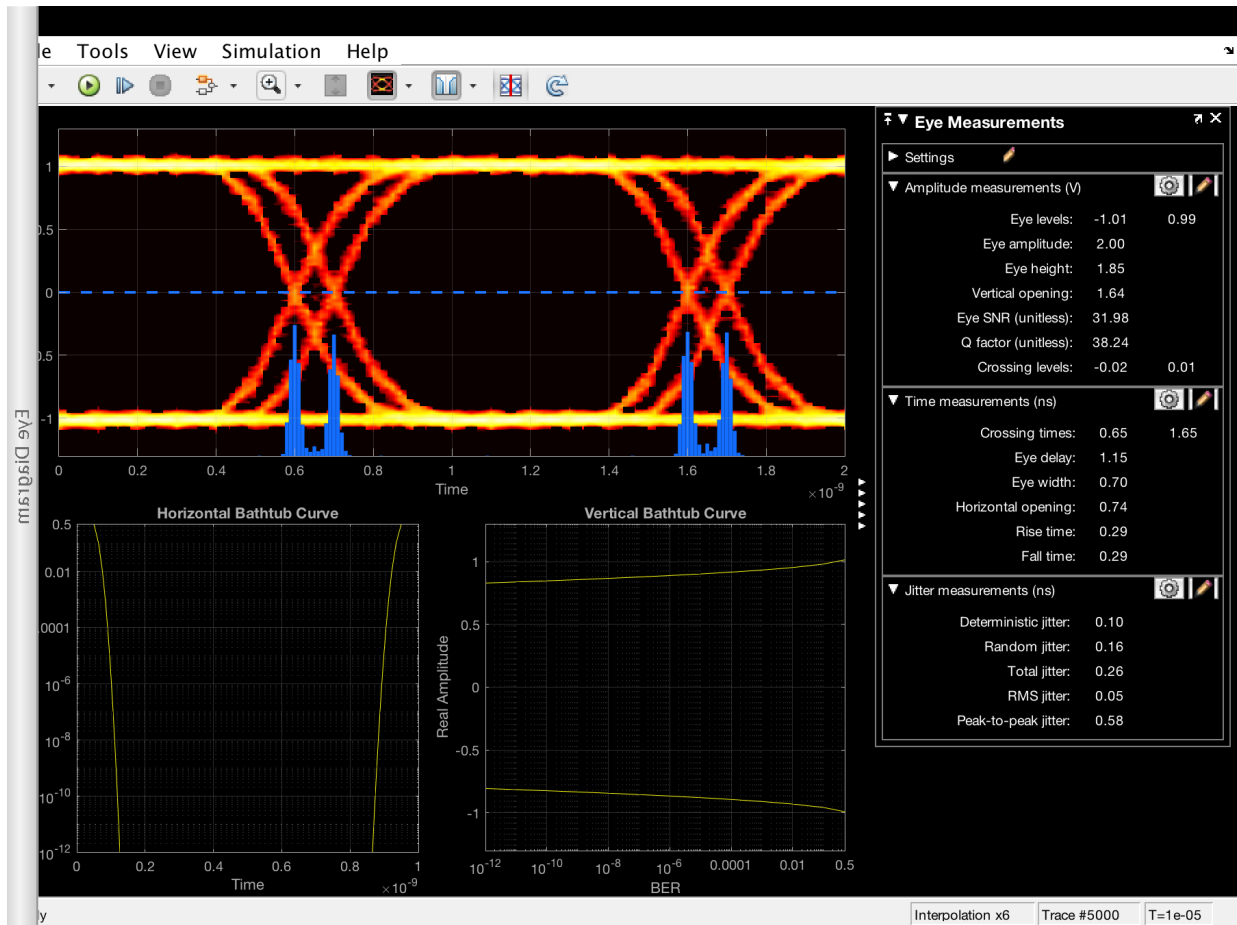 le Tools View Simulation Help
Eye Diagram
Eye Measurements
Settings
Amplitude measurements (V)
Eye levels: -1.01 0.99
Eye amplitude: 2.00
Eye height: 1.85
Vertical opening: 1.64
Eye SNR (unitless): 31.98
Q factor (unitless): 38.24
Crossing levels: -0.02 0.01
Time measurements (ns)
Crossing times: 0.65 1.65
Eye delay: 1.15
Eye width: 0.70
Horizontal opening: 0.74
Rise time: 0.29
Fall time: 0.29
Jitter measurements (ns)
Deterministic jitter: 0.10
Random jitter: 0.16
Total jitter: 0.26
RMS jitter: 0.05
Peak-to-peak jitter: 0.58
1
0.5
0
0.5
-1
0 0.2 0.4 0.6 0.8 1 1.2 1.4 1.6 1.8 2
Time
×10^-9
Horizontal Bathtub Curve
0.5
0.01
.0001
10^-6
10^-8
10^-10
10^-12
0 0.2 0.4 0.6 0.8 1
Time
×10^-9
Vertical Bathtub Curve
Real Amplitude
1
0.5
0
-0.5
-1
10^-12 10^-10 10^-8 10^-6 0.0001 0.01 0.5
BER
y
Interpolation x6 Trace #5000 T=1e-05